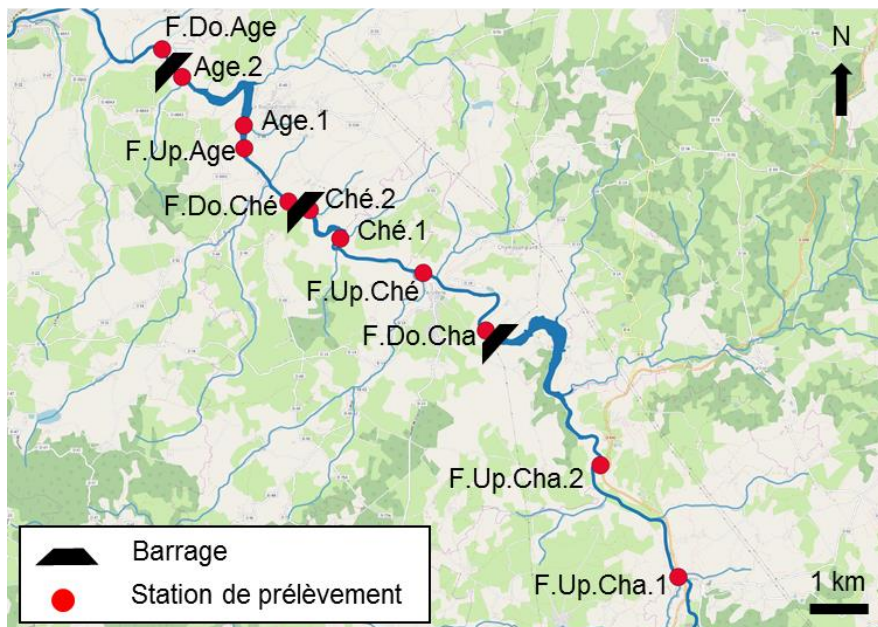 F.Do.Age
N
Age.2
Age.1
F.Up.Age
Ché.2
F.Do.Ché
Ché.1
F.Up.Ché
F.Do.Cha
F.Up.Cha.2
Barrage
Station de prélèvement
F.Up.Cha.1
1 km